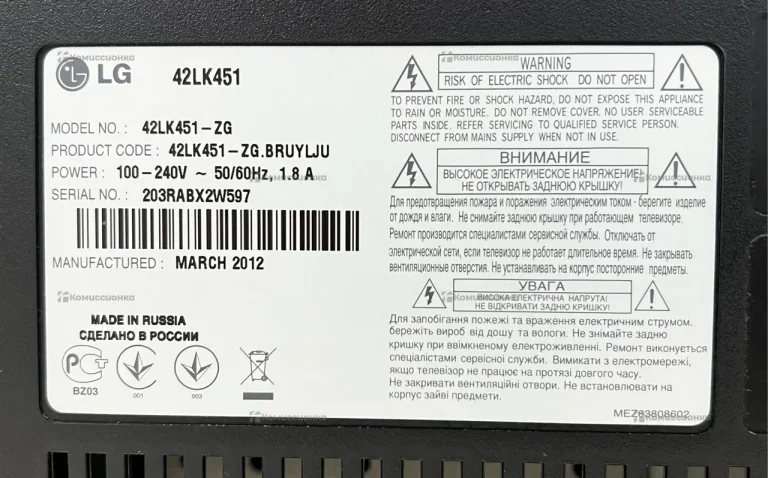 LG 42LK451
MODEL NO. : 42LK451-ZG
PRODUCT CODE : 42LK451-ZG.BRUYLJU
POWER : 100-240V ~ 50/60Hz, 1.8 A
SERIAL NO. : 203RABX2W597
MANUFACTURED : MARCH 2012
MADE IN RUSSIA
СДЕЛАНО В РОССИИ
БZ03
001
003
WARNING
RISK OF ELECTRIC SHOCK DO NOT OPEN
TO PREVENT FIRE OR SHOCK HAZARD, DO NOT EXPOSE THIS APPLIANCE
TO RAIN OR MOISTURE. DO NOT REMOVE COVER. NO USER SERVICEABLE
PARTS INSIDE. REFER SERVICING TO QUALIFIED SERVICE PERSON.
DISCONNECT FROM MAINS SUPPLY WHEN NOT IN USE.
ВНИМАНИЕ
ВЫСОКОЕ ЭЛЕКТРИЧЕСКОЕ НАПРЯЖЕНИЕ!
НЕ ОТКРЫВАТЬ ЗАДНЮЮ КРЫШКУ!
Для предотвращения пожара и поражения электрическим током - берегите изделие
от дождя и влаги. Не снимайте заднюю крышку при работающем телевизоре.
Ремонт производится специалистами сервисной службы. Отключать от
электрической сети, если телевизор не работает длительное время. Не закрывать
вентиляционные отверстия. Не устанавливать на корпус посторонние предметы.
УВАГА
ВИСОКА ЕЛЕКТРИЧНА НАПРУГА!
НЕ ВІДКРИВАТИ ЗАДНЮ КРИШКУ!
Для запобігання пожежі та враження електричним струмом.
бережіть виріб від дощу та вологи. Не знімайте задню
кришку при ввімкненому електроживленні. Ремонт виконується
спеціалістами сервісної служби. Вимикати з електромережі,
якщо телевізор не працює на протязі довгого часу.
Не закривати вентиляційні отвори. Не встановлювати на
корпус зайві предмети.
MEZ63808602
Комиссионка
Комиссионка
Комиссионка
Комиссионка
Комиссионка
Комиссионка
Комиссионка